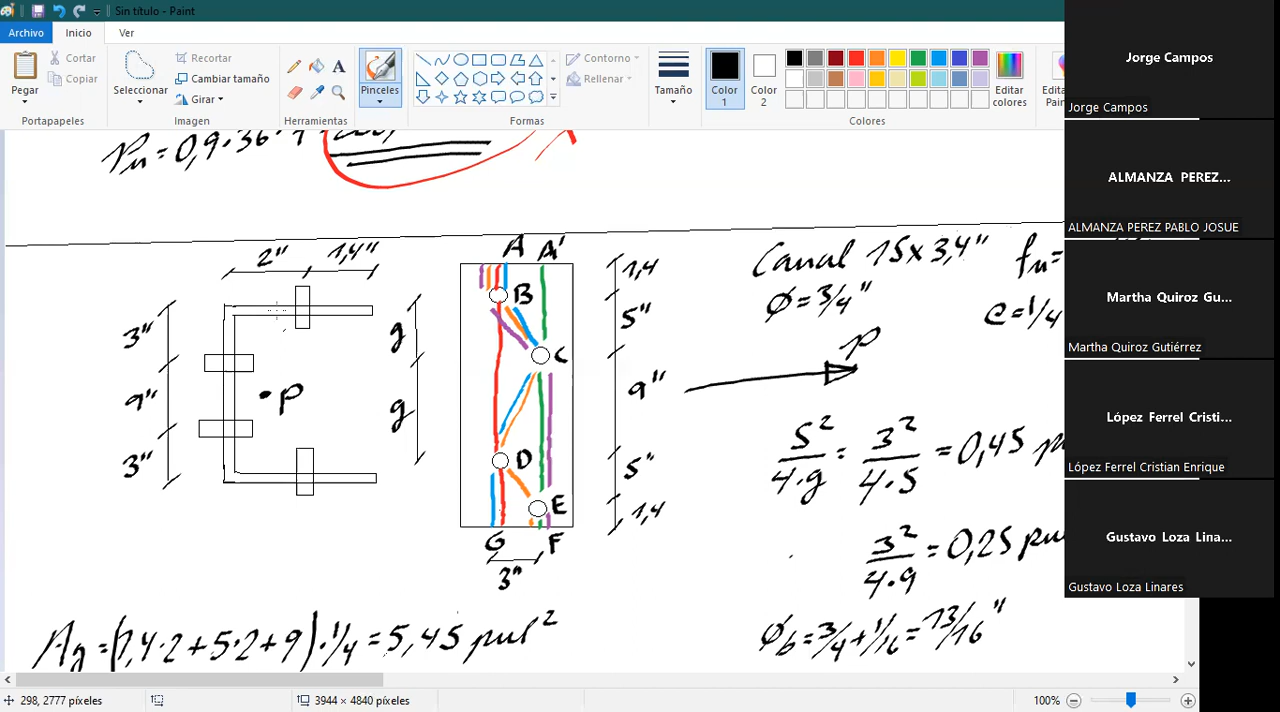 Sin título - Paint
Archivo
Inicio
Ver
Pegar
Cortar
Copiar
Portapapeles
Seleccionar
Recortar
Cambiar tamaño
Girar
Imagen
A
Herramientas
Pinceles
Formas
Contorno
Rellenar
Tamaño
Color 1
Color 2
Editar colores
Colores
Jorge Campos
Jorge Campos
ALMANZA PEREZ...
ALMANZA PEREZ PABLO JOSUE
Martha Quiroz Gu...
Martha Quiroz Gutiérrez
López Ferrel Cristi...
López Ferrel Cristian Enrique
Gustavo Loza Lina...
Gustavo Loza Linares
Pu=0,9·36·
2" 1,4"
3"
9"
3"
P
g
g
A A'
B
C
D
E
G F
3"
1,4
5"
9"
5"
1,4
Canal 15x3,4" fu=
Ø=3/4" e=1/4
P
5²/4·g = 3²/4·5 = 0,45 pu
3²/4·9 = 0,25 pul
Øb=3/4+1/16=13/16"
Ag=(1,4·2+5·2+9)·1/4=5,45 pul²
298, 2777 píxeles
3944 × 4840 píxeles
100%